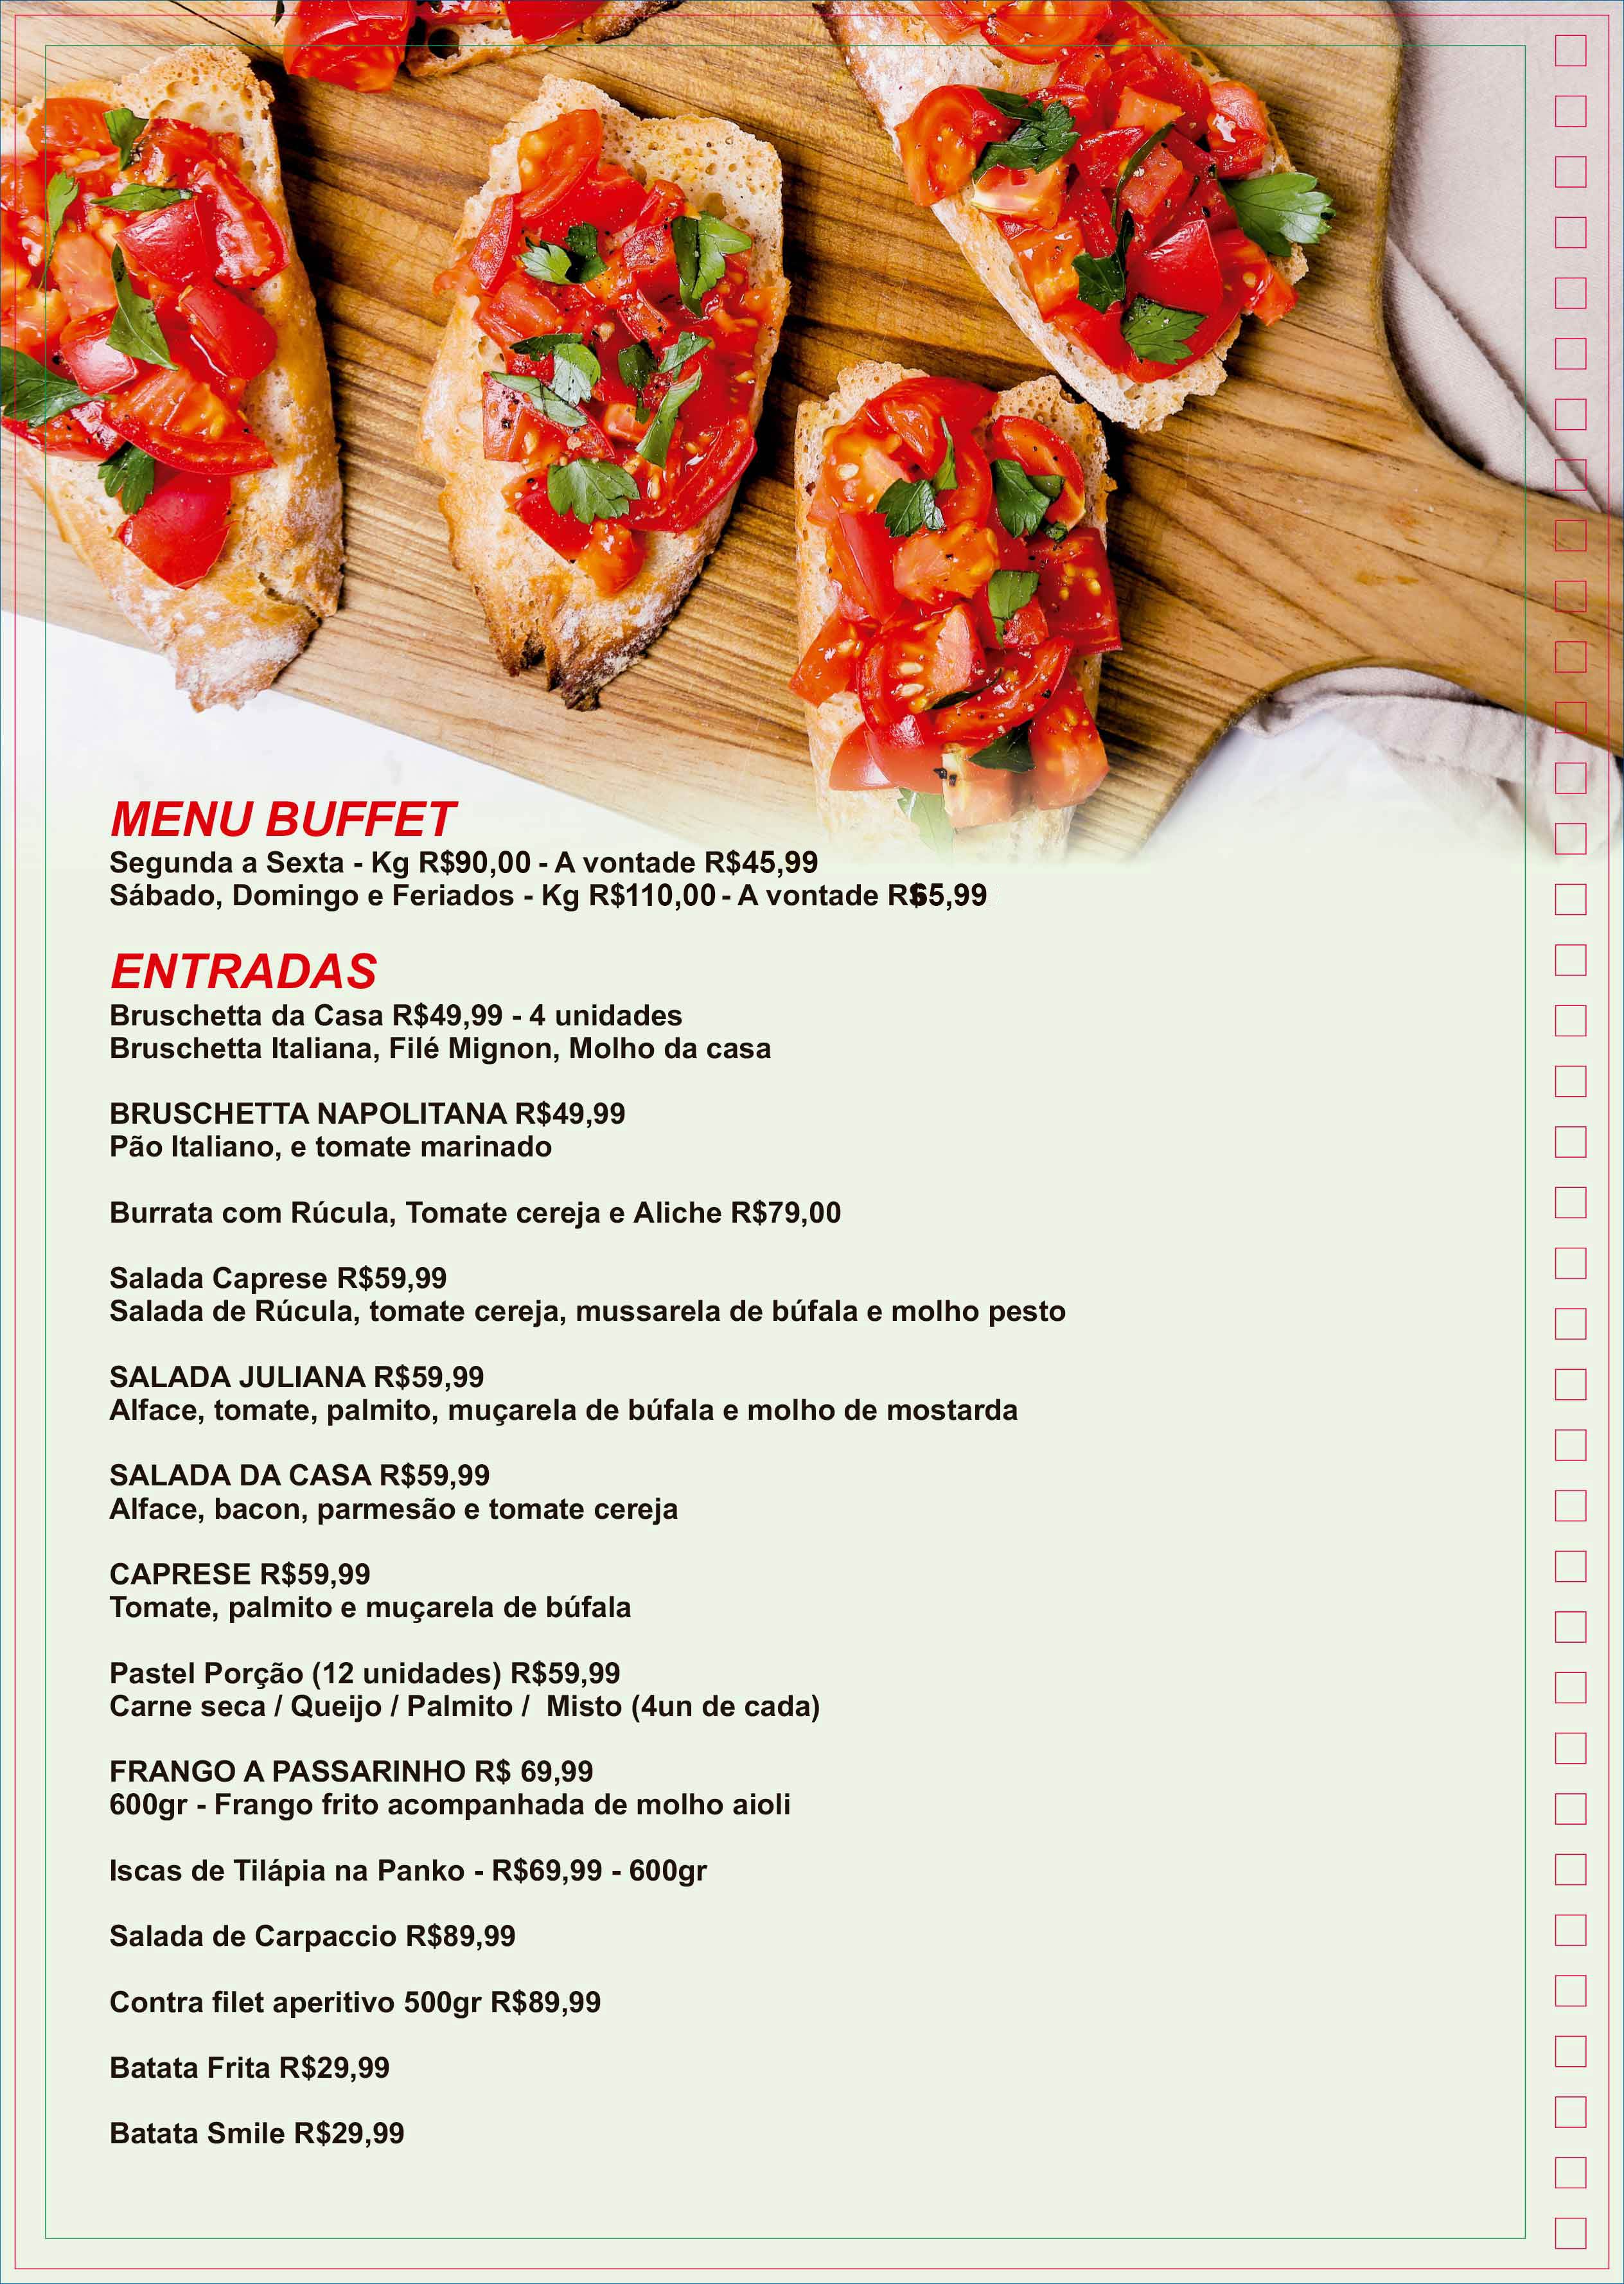 MENU BUFFET
Segunda a Sexta - Kg R$90,00 - A vontade R$45,99
Sábado, Domingo e Feriados - Kg R$110,00 - A vontade R$65,99
ENTRADAS
Bruschetta da Casa R$49,99 - 4 unidades
Bruschetta Italiana, Filé Mignon, Molho da casa
BRUSCHETTA NAPOLITANA R$49,99
Pão Italiano, e tomate marinado
Burrata com Rúcula, Tomate cereja e Aliche R$79,00
Salada Caprese R$59,99
Salada de Rúcula, tomate cereja, mussarela de búfala e molho pesto
SALADA JULIANA R$59,99
Alface, tomate, palmito, muçarela de búfala e molho de mostarda
SALADA DA CASA R$59,99
Alface, bacon, parmesão e tomate cereja
CAPRESE R$59,99
Tomate, palmito e muçarela de búfala
Pastel Porção (12 unidades) R$59,99
Carne seca / Queijo / Palmito /  Misto (4un de cada)
FRANGO A PASSARINHO R$ 69,99
600gr - Frango frito acompanhada de molho aioli
Iscas de Tilápia na Panko - R$69,99 - 600gr
Salada de Carpaccio R$89,99
Contra filet aperitivo 500gr R$89,99
Batata Frita R$29,99
Batata Smile R$29,99